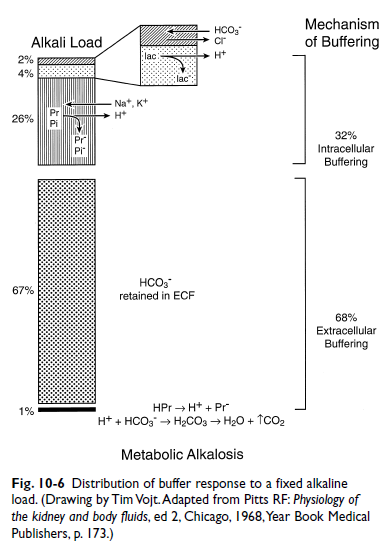 Alkali Load
Mechanism
of Buffering
HCO₃⁻
Cl⁻
lac
H⁺
lac⁻
2%
4%
26%
Na⁺, K⁺
H⁺
Pr
Pi
Pr⁻
Pi⁻
32%
Intracellular
Buffering
67%
HCO₃⁻
retained in ECF
68%
Extracellular
Buffering
1%
HPr → H⁺ + Pr⁻
H⁺ + HCO₃⁻ → H₂CO₃ → H₂O + ↑CO₂
Metabolic Alkalosis
Fig. 10-6 Distribution of buffer response to a fixed alkaline
load. (Drawing by Tim Vojt. Adapted from Pitts RF: Physiology of
the kidney and body fluids, ed 2, Chicago, 1968, Year Book Medical
Publishers, p. 173.)